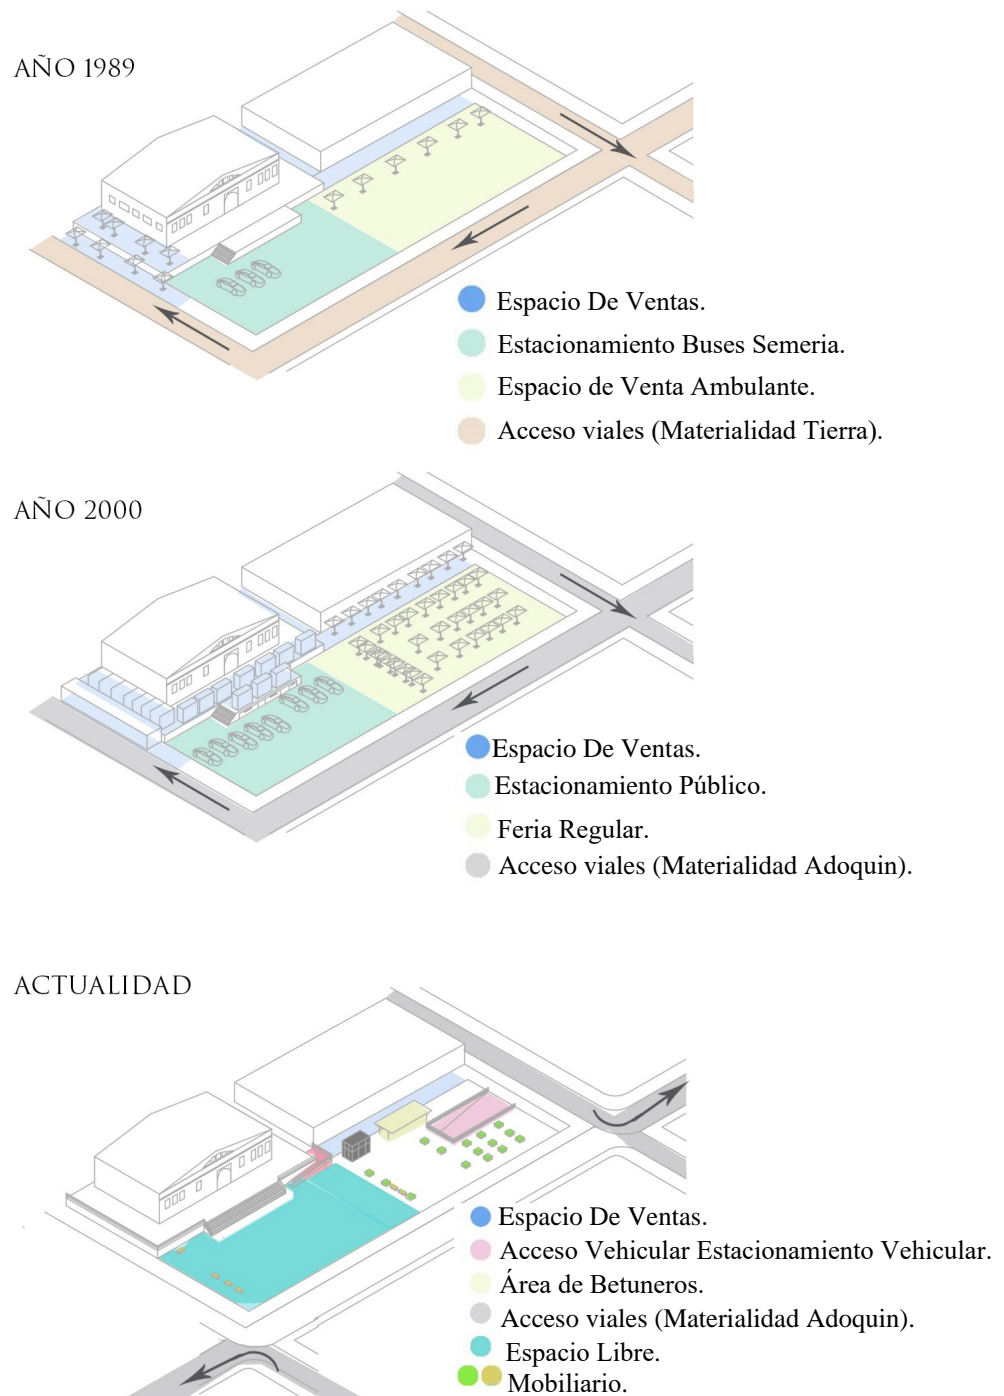 AÑO 1989
Espacio De Ventas.
Estacionamiento Buses Semeria.
Espacio de Venta Ambulante.
Acceso viales (Materialidad Tierra).
AÑO 2000
Espacio De Ventas.
Estacionamiento Público.
Feria Regular.
Acceso viales (Materialidad Adoquin).
ACTUALIDAD
Espacio De Ventas.
Acceso Vehicular Estacionamiento Vehicular.
Área de Betuneros.
Acceso viales (Materialidad Adoquin).
Espacio Libre.
Mobiliario.